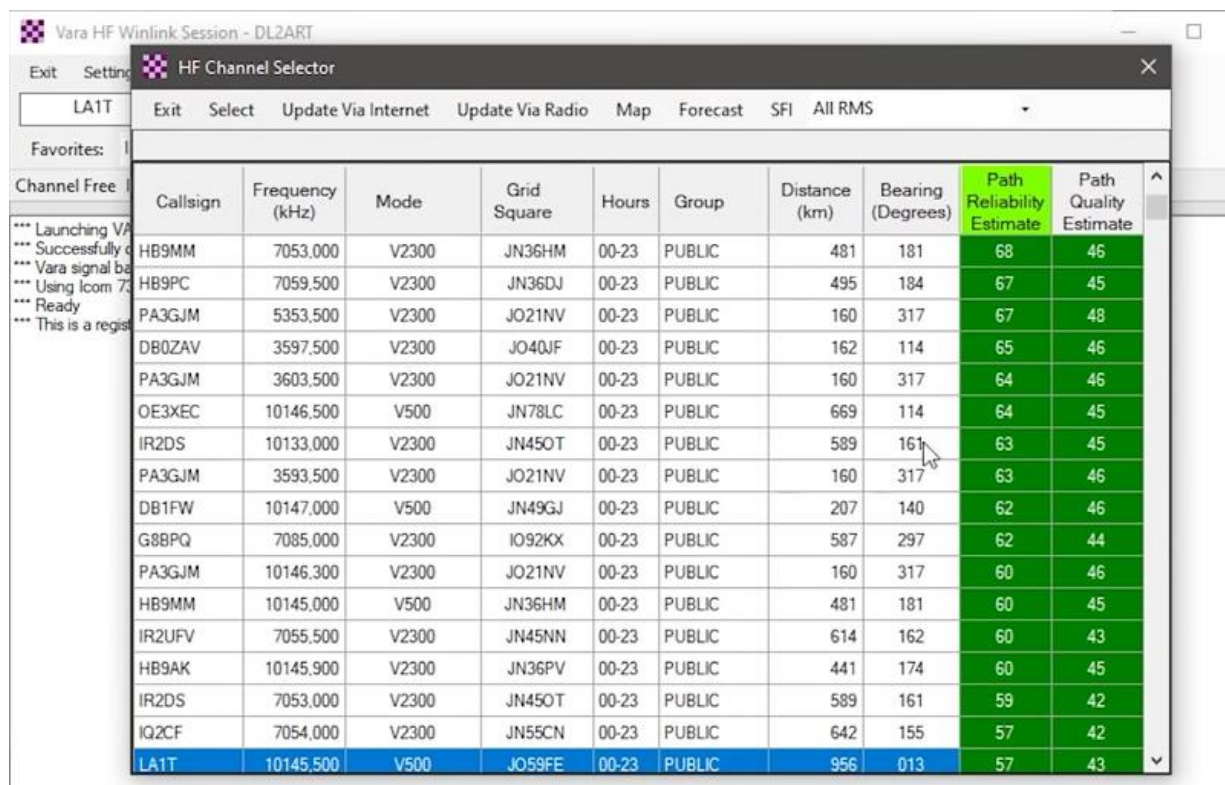 Vara HF Winlink Session - DL2ART
HF Channel Selector
Exit Setting
Exit Select Update Via Internet Update Via Radio Map Forecast SFI All RMS
LA1T
Favorites:
Channel Free
*** Launching VA
*** Successfully
*** Vara signal ba
*** Using Icom 73
*** Ready
*** This is a regist
Callsign Frequency (kHz) Mode Grid Square Hours Group Distance (km) Bearing (Degrees) Path Reliability Estimate Path Quality Estimate
HB9MM 7053,000 V2300 JN36HM 00-23 PUBLIC 481 181 68 46
HB9PC 7059,500 V2300 JN36DJ 00-23 PUBLIC 495 184 67 45
PA3GJM 5353,500 V2300 JO21NV 00-23 PUBLIC 160 317 67 48
DB0ZAV 3597,500 V2300 JO40JF 00-23 PUBLIC 162 114 65 46
PA3GJM 3603,500 V2300 JO21NV 00-23 PUBLIC 160 317 64 46
OE3XEC 10146,500 V500 JN78LC 00-23 PUBLIC 669 114 64 45
IR2DS 10133,000 V2300 JN45OT 00-23 PUBLIC 589 161 63 45
PA3GJM 3593,500 V2300 JO21NV 00-23 PUBLIC 160 317 63 46
DB1FW 10147,000 V500 JN49GJ 00-23 PUBLIC 207 140 62 46
G8BPQ 7085,000 V2300 IO92KX 00-23 PUBLIC 587 297 62 44
PA3GJM 10146,300 V2300 JO21NV 00-23 PUBLIC 160 317 60 46
HB9MM 10145,000 V500 JN36HM 00-23 PUBLIC 481 181 60 45
IR2UFV 7055,500 V2300 JN45NN 00-23 PUBLIC 614 162 60 43
HB9AK 10145,900 V2300 JN36PV 00-23 PUBLIC 441 174 60 45
IR2DS 7053,000 V2300 JN45OT 00-23 PUBLIC 589 161 59 42
IQ2CF 7054,000 V2300 JN55CN 00-23 PUBLIC 642 155 57 42
LA1T 10145,500 V500 JO59FE 00-23 PUBLIC 956 013 57 43